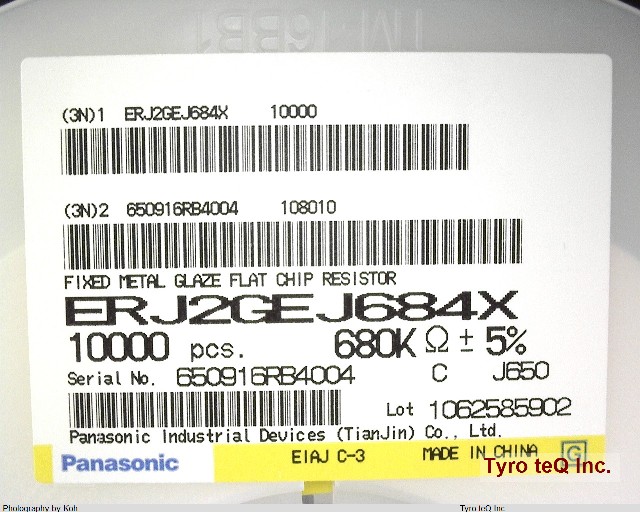 (3N)1 ERJ2GEJ684X 10000
(3N)2 650916RB4004 108010
FIXED METAL GLAZE FLAT CHIP RESISTOR
ERJ2GEJ684X
10000 pcs. 680K Ω ± 5%
Serial No. 650916RB4004 C J650
Lot 1062585902
Panasonic Industrial Devices (TianJin) Co., Ltd.
Panasonic EIAJ C-3 MADE IN CHINA G
Tyro teQ Inc.
Photography by Koh Tyro teQ Inc